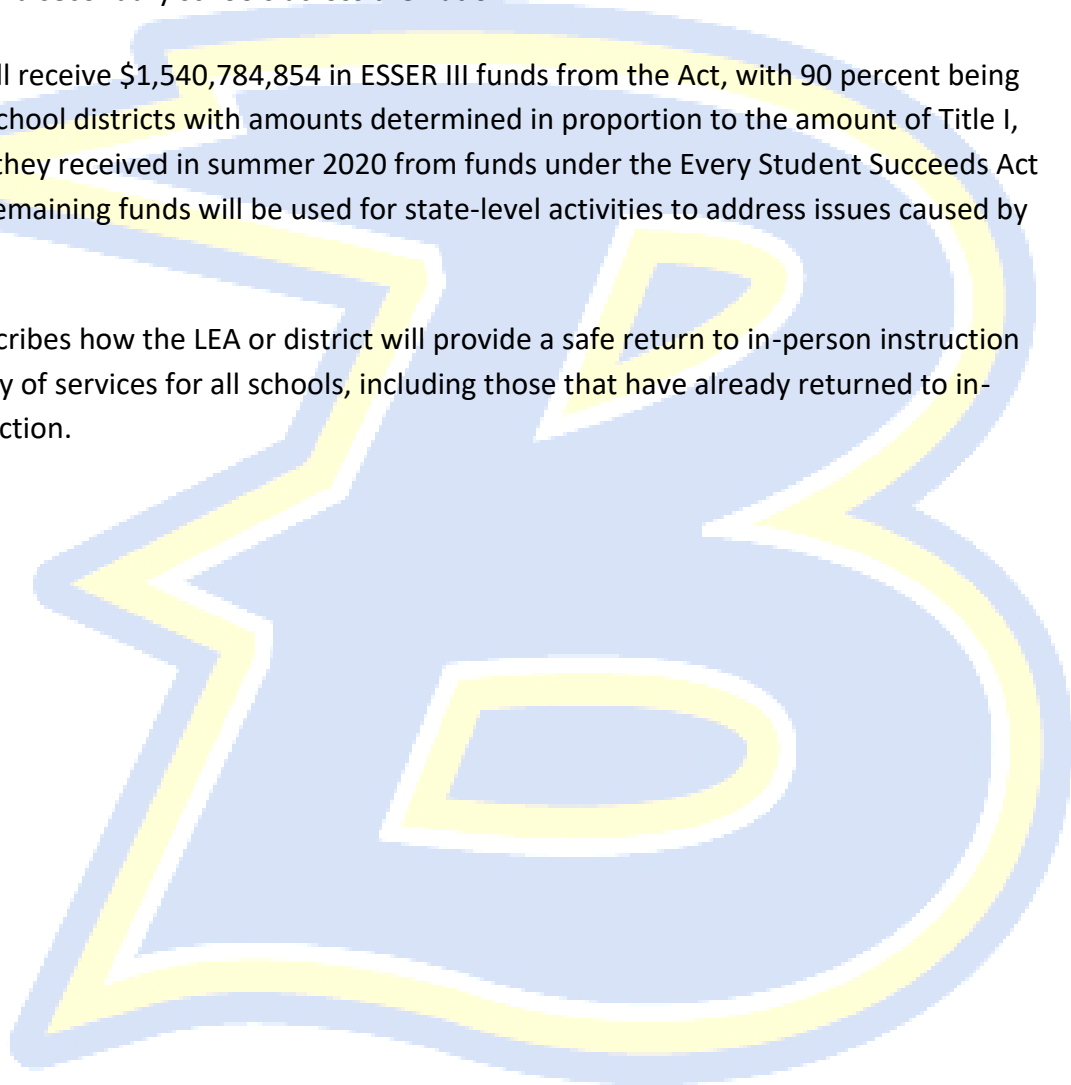 ll receive $1,540,784,854 in ESSER III funds from the Act, with 90 percent being
chool districts with amounts determined in proportion to the amount of Title I,
they received in summer 2020 from funds under the Every Student Succeeds Act
emaining funds will be used for state-level activities to address issues caused by
cribes how the LEA or district will provide a safe return to in-person instruction
y of services for all schools, including those that have already returned to in-
ction.
B